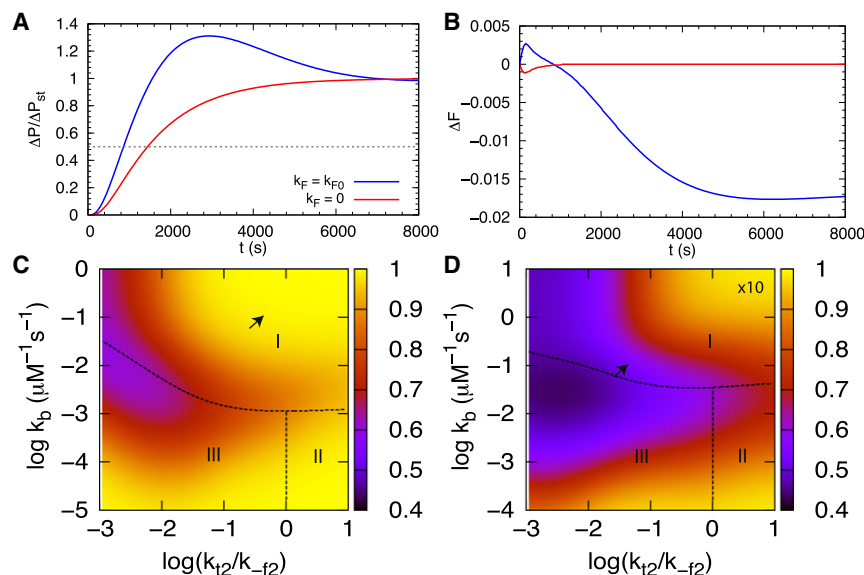 A
ΔP/ΔP_st
1.4
1.2
1
0.8
0.6
0.4
0.2
0
0 2000 4000 6000 8000
t (s)
k_F = k_F0
k_F = 0
B
ΔF
0.005
0
−0.005
−0.01
−0.015
−0.02
0 2000 4000 6000 8000
t (s)
C
log k_b (μM⁻¹ s⁻¹)
0
−1
−2
−3
−4
−5
I
III
II
−3 −2 −1 0 1
log(k_t2/k_−f2)
1
0.9
0.8
0.7
0.6
0.5
0.4
D
log k_b (μM⁻¹ s⁻¹)
1
0
−1
−2
−3
−4
x10
I
III
II
−3 −2 −1 0 1
log(k_t2/k_−f2)
1
0.9
0.8
0.7
0.6
0.5
0.4